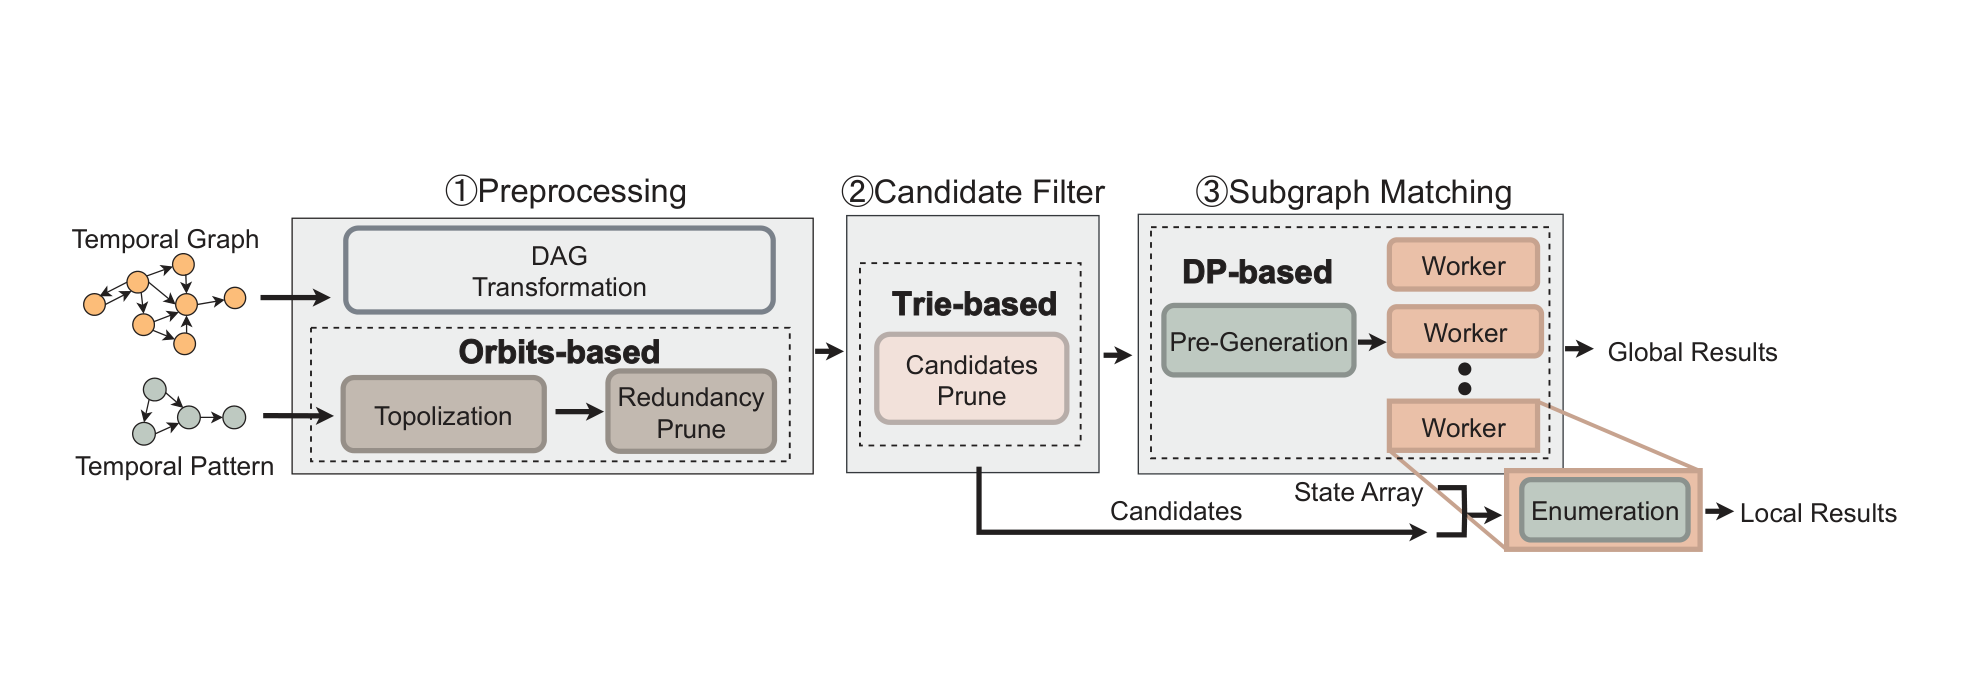 ①Preprocessing
②Candidate Filter
③Subgraph Matching
Temporal Graph
DAG
Transformation
Orbits-based
Topolization
Redundancy
Prune
Temporal Pattern
Trie-based
Candidates
Prune
DP-based
Pre-Generation
Worker
Worker
Worker
Global Results
State Array
Candidates
Enumeration
Local Results